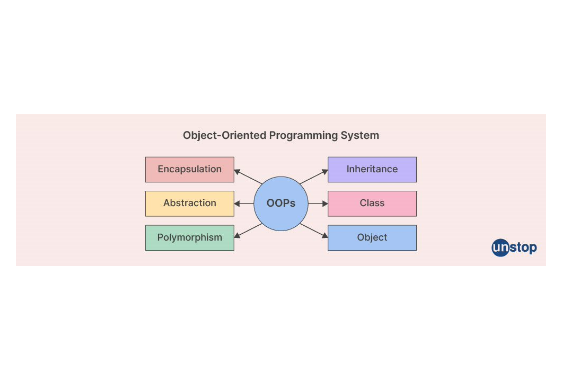 Object-Oriented Programming System
Encapsulation
Inheritance
Abstraction
OOPs
Class
Polymorphism
Object
unstop